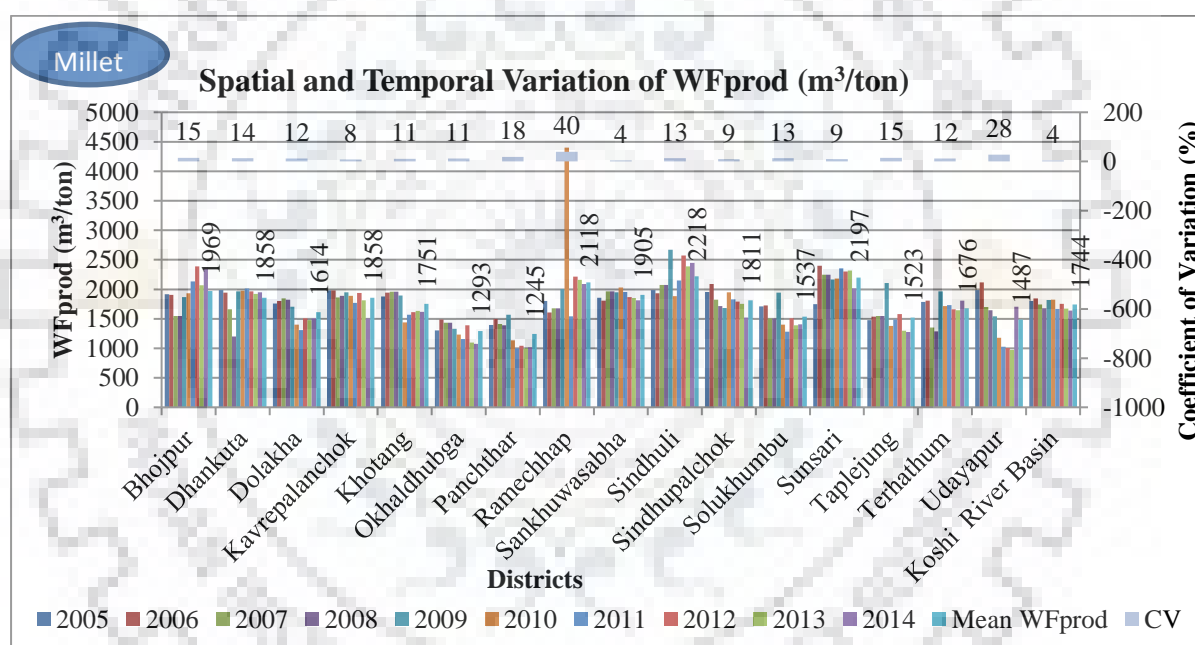 Millet
Spatial and Temporal Variation of WFprod (m³/ton)
WFprod (m³/ton)
5000
4500
4000
3500
3000
2500
2000
1500
1000
500
0
15 14 12 8 11 11 18 40 4 13 9 13 9 15 12 28 4
1969 1858 1614 1858 1751 1293 1245 2118 1905 2218 1811 1537 2197 1523 1676 1487 1744
200
0
-200
-400
-600
-800
-1000
Coefficient of Variation (%)
Bhojpur
Dhankuta
Dolakha
Kavrepalanchok
Khotang
Okhaldhubga
Panchthar
Ramechhap
Sankhuwasabha
Sindhuli
Sindhupalchok
Solukhumbu
Sunsari
Taplejung
Terhathum
Udayapur
Koshi River Basin
Districts
2005 2006 2007 2008 2009 2010 2011 2012 2013 2014 Mean WFprod CV